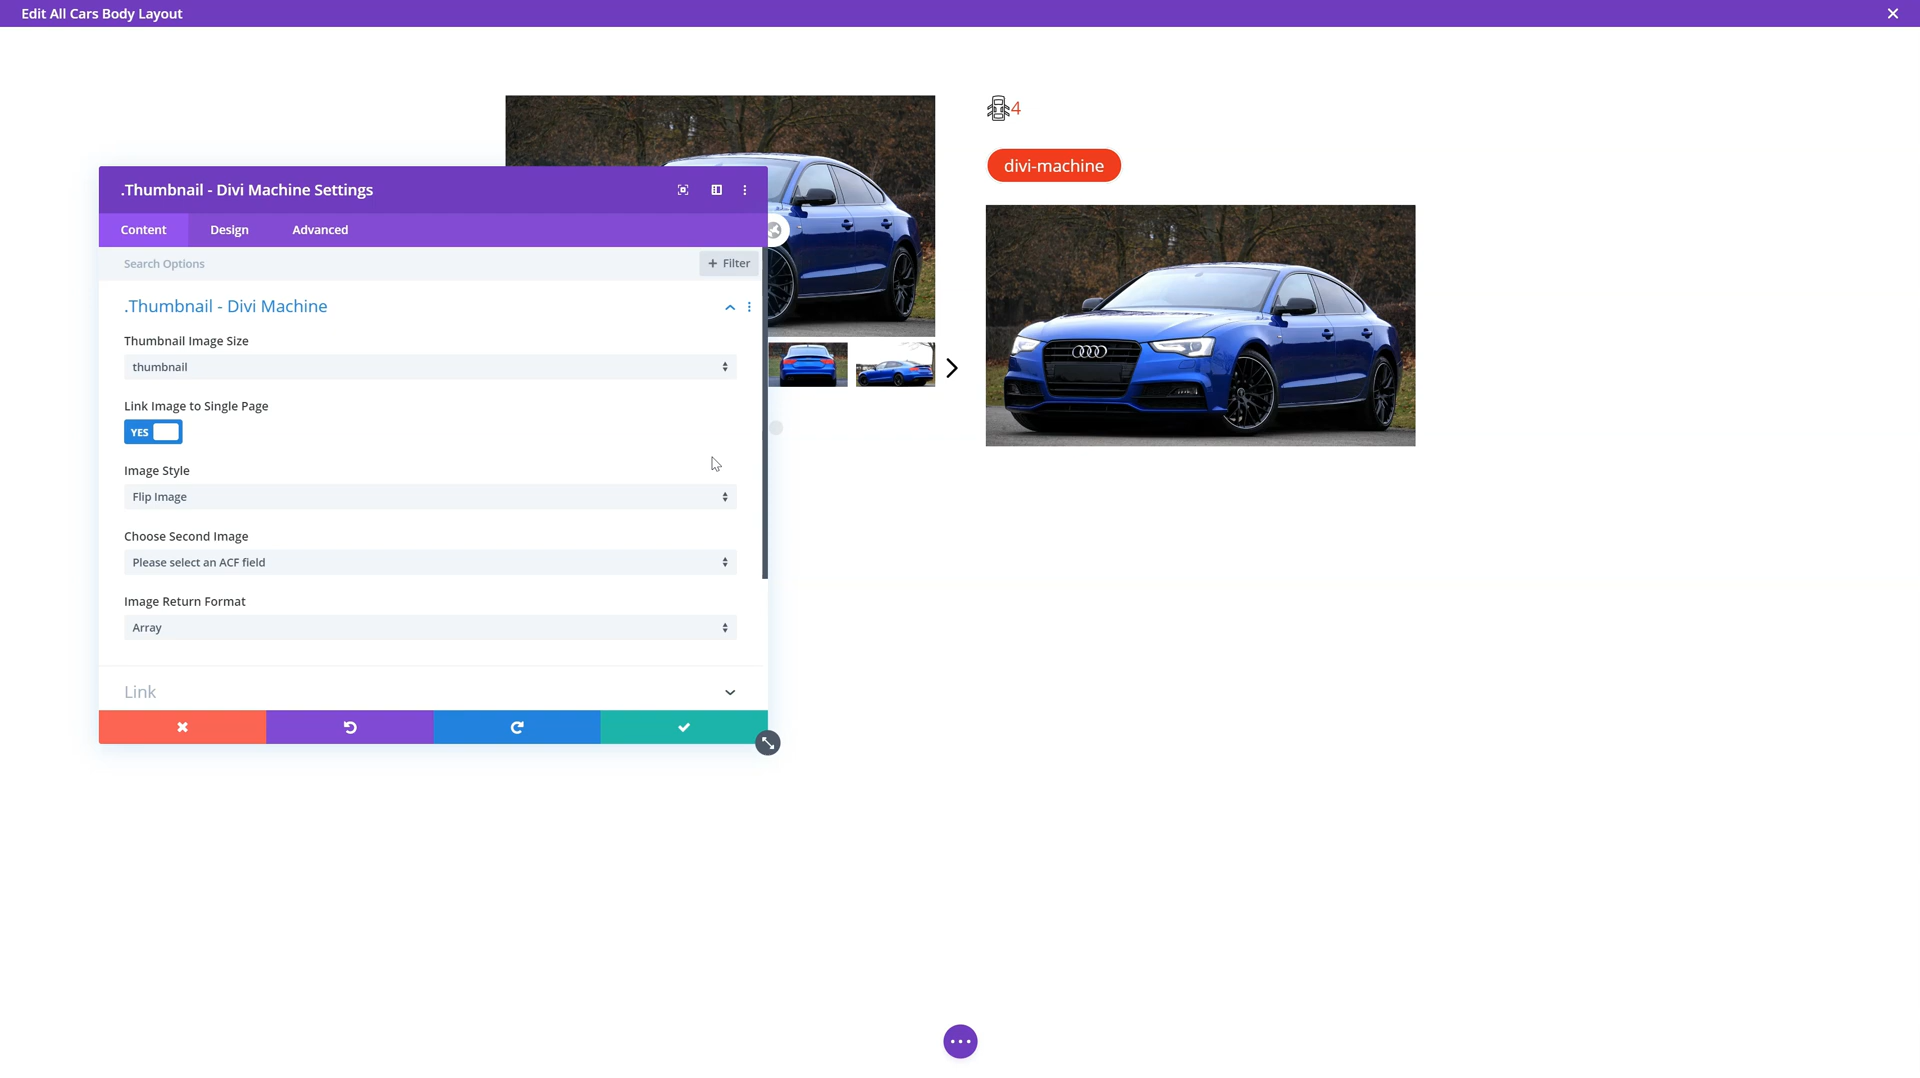 Edit All Cars Body Layout
4
divi-machine
.Thumbnail - Divi Machine Settings
Content
Design
Advanced
Search Options
+ Filter
.Thumbnail - Divi Machine
Thumbnail Image Size
thumbnail
Link Image to Single Page
YES
Image Style
Flip Image
Choose Second Image
Please select an ACF field
Image Return Format
Array
Link